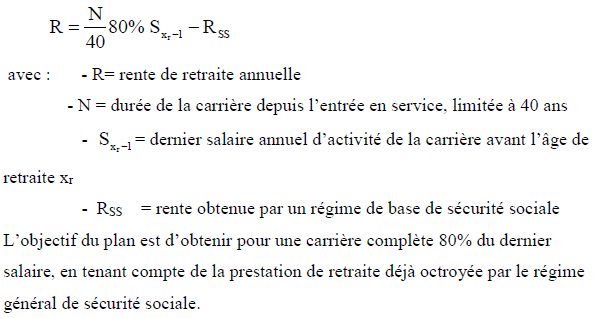 R = N/40 80% S_{x_r-1} - R_{SS}
avec : - R= rente de retraite annuelle
- N = durée de la carrière depuis l’entrée en service, limitée à 40 ans
- S_{x_r-1} = dernier salaire annuel d’activité de la carrière avant l’âge de
retraite x_r
- R_{SS} = rente obtenue par un régime de base de sécurité sociale
L’objectif du plan est d’obtenir pour une carrière complète 80% du dernier
salaire, en tenant compte de la prestation de retraite déjà octroyée par le régime
général de sécurité sociale.